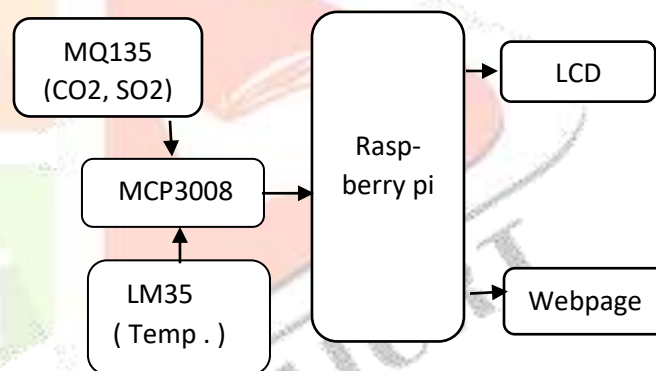 MQ135
(CO2, SO2)
LCD
Rasp-
berry pi
MCP3008
LM35
( Temp . )
Webpage